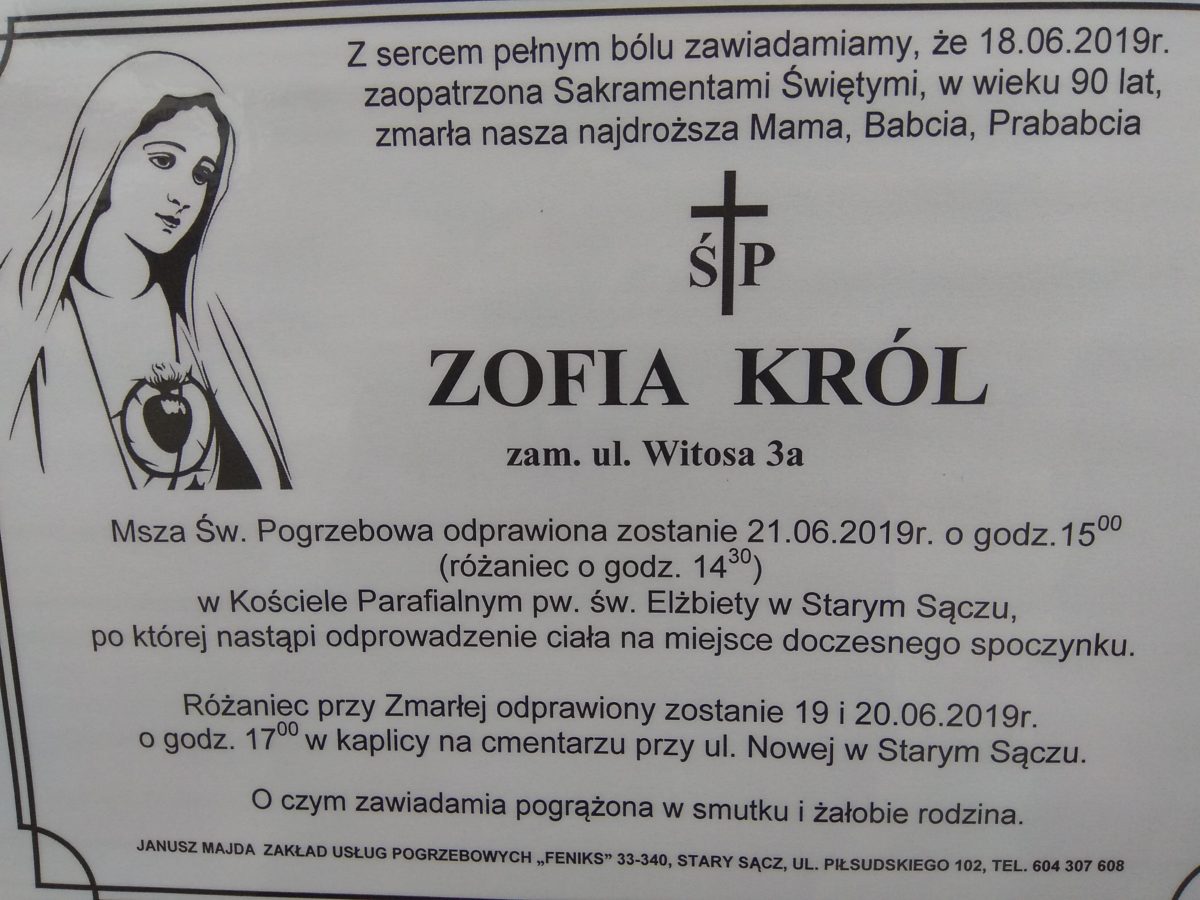 Z sercem pełnym bólu zawiadamiamy, że 18.06.2019r.
zaopatrzona Sakramentami Świętymi, w wieku 90 lat,
zmarła nasza najdroższa Mama, Babcia, Prababcia
Ś P
ZOFIA KRÓL
zam. ul. Witosa 3a
Msza Św. Pogrzebowa odprawiona zostanie 21.06.2019r. o godz.15⁰⁰
(różaniec o godz. 14³⁰)
w Kościele Parafialnym pw. św. Elżbiety w Starym Sączu,
po której nastąpi odprowadzenie ciała na miejsce doczesnego spoczynku.
Różaniec przy Zmarłej odprawiony zostanie 19 i 20.06.2019r.
o godz. 17⁰⁰ w kaplicy na cmentarzu przy ul. Nowej w Starym Sączu.
O czym zawiadamia pogrążona w smutku i żałobie rodzina.
JANUSZ MAJDA ZAKŁAD USŁUG POGRZEBOWYCH „FENIKS” 33-340, STARY SĄCZ, UL. PIŁSUDSKIEGO 102, TEL. 604 307 608